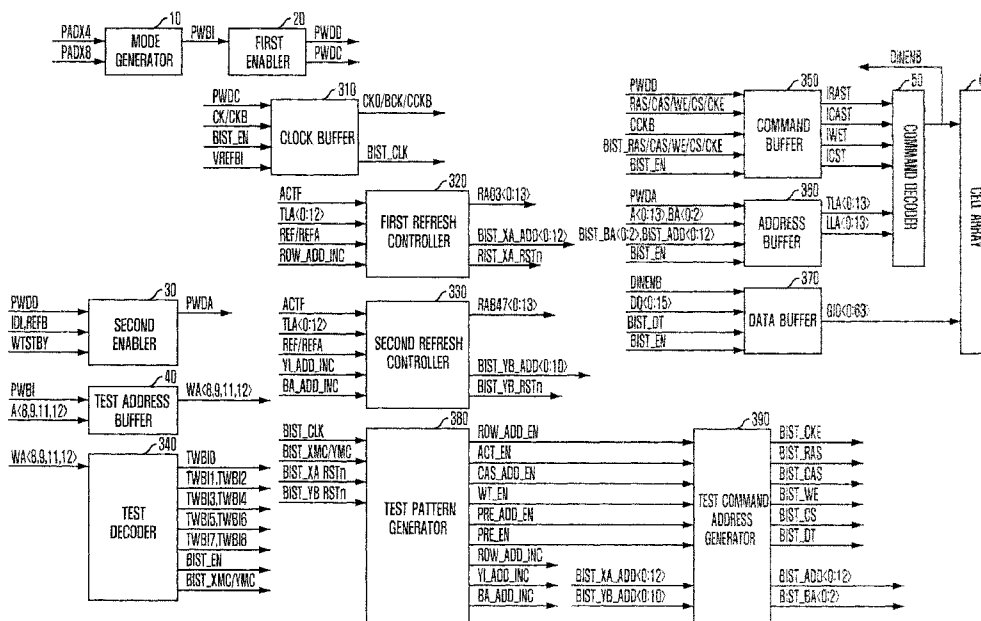 10
PADX4
PADX8
MODE
GENERATOR
PWBI
20
FIRST
ENABLER
PWDD
PWDC
310
PWDC
CK/CKB
BIST_EN
VREFBI
CLOCK BUFFER
CKO/BCK/CCKB
BIST_CLK
320
ACTF
TLA<0:12>
REF/REFA
ROW_ADD_INC
FIRST REFRESH
CONTROLLER
RA03<0:13>
BIST_XA_ADD<0:12>
RIST_XA_RSTn
30
PWDD
IDLREFB
WTSTBY
SECOND
ENABLER
PWDA
330
ACTF
TLA<0:12>
REF/REFA
YI_ADD_INC
BA_ADD_INC
SECOND REFRESH
CONTROLLER
RAB47<0:13>
BIST_YB_ADD<0:10>
BIST_YB_RSTn
40
PWBI
A<8,9,11,12>
TEST ADDRESS
BUFFER
WA<8,9,11,12>
340
WA<8,9,11,12>
TEST
DECODER
TWBI0
TWBI1,TWBI2
TWBI3,TWBI4
TWBI5,TWBI6
TWBI7,TWBI8
BIST_EN
BIST_XMC/YMC
DINENB
350
PWDD
RAS/CAS/WE/CS/CKE
CCKB
BIST_RAS/CAS/WE/CS/CKE
BIST_EN
COMMAND
BUFFER
IRAST
ICAST
IWET
ICST
50
COMMAND DECODER
CELL ARRAY
360
PWDA
A<0:13>,BA<0:2>
BIST_BA<0:2>,BIST_ADD<0:12>
BIST_EN
ADDRESS
BUFFER
TLA<0:13>
LLA<0:13>
370
DINENB
DQ<0:15>
BIST_DT
BIST_EN
DATA BUFFER
GIO<0:63>
380
BIST_CLK
BIST_XMC/YMC
BIST_XA_RSTn
BIST_YB_RSTn
TEST PATTERN
GENERATOR
ROW_ADD_EN
ACT_EN
CAS_ADD_EN
WT_EN
PRE_ADD_EN
PRE_EN
ROW_ADD_INC
YI_ADD_INC
BA_ADD_INC
390
BIST_XA_ADD<0:12>
BIST_YB_ADD<0:10>
TEST COMMAND
ADDRESS
GENERATOR
BIST_CKE
BIST_RAS
BIST_CAS
BIST_WE
BIST_CS
BIST_DT
BIST_ADD<0:12>
BIST_BA<0:2>